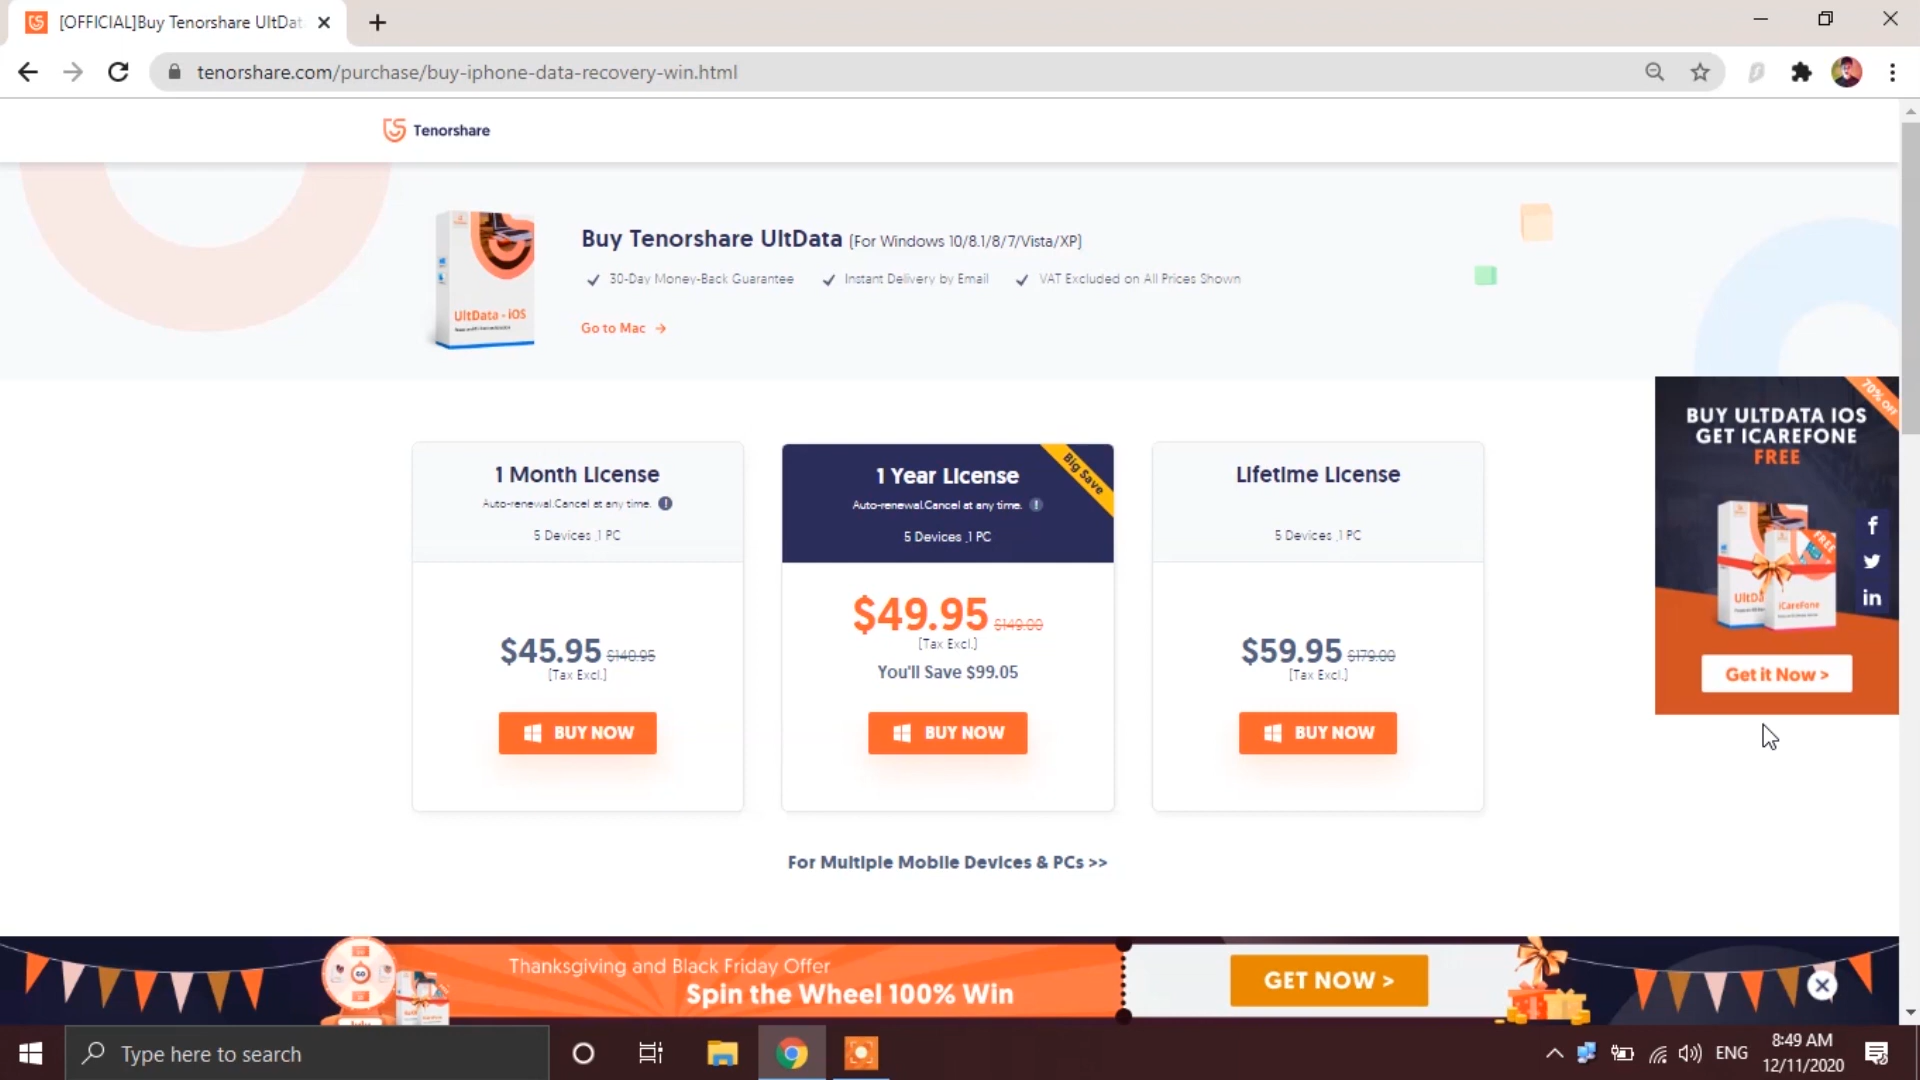 [OFFICIAL]Buy Tenorshare UltDat
tenorshare.com/purchase/buy-iphone-data-recovery-win.html
Tenorshare
Buy Tenorshare UltData (For Windows 10/8.1/8/7/Vista/XP)
30-Day Money-Back Guarantee
Instant Delivery by Email
VAT Excluded on All Prices Shown
Go to Mac
UltData - iOS
70% OFF
BUY ULTDATA IOS
GET ICAREFONE
FREE
FREE
UltDa
iCareFone
Get it Now >
f
in
1 Month License
Auto-renewal.Cancel at any time. !
5 Devices ,1 PC
$45.95 $140.95
[Tax Excl.]
BUY NOW
1 Year License
Big Save
Auto-renewal.Cancel at any time. !
5 Devices ,1 PC
$49.95 $149.00
[Tax Excl.]
You'll Save $99.05
BUY NOW
Lifetime License
5 Devices ,1 PC
$59.95 $179.00
[Tax Excl.]
BUY NOW
For Multiple Mobile Devices & PCs >>
GO
Thanksgiving and Black Friday Offer
Spin the Wheel 100% Win
GET NOW >
Type here to search
ENG
8:49 AM
12/11/2020